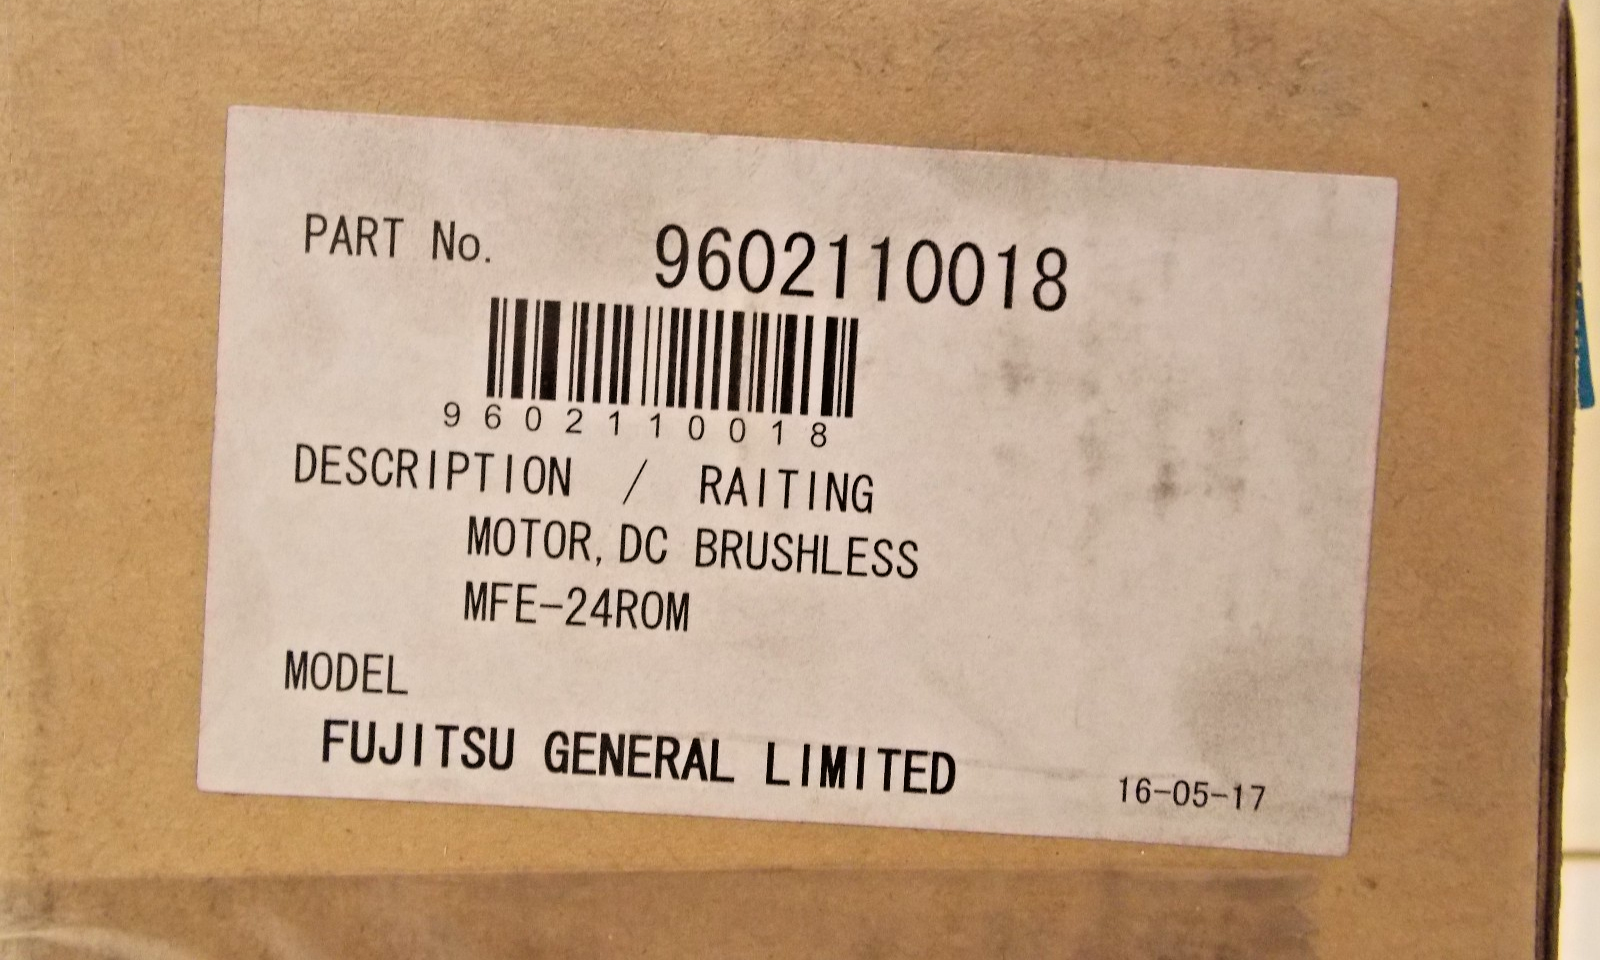 PART No. 9602110018
9602110018
DESCRIPTION / RAITING
MOTOR, DC BRUSHLESS
MFE-24ROM
MODEL
FUJITSU GENERAL LIMITED
16-05-17